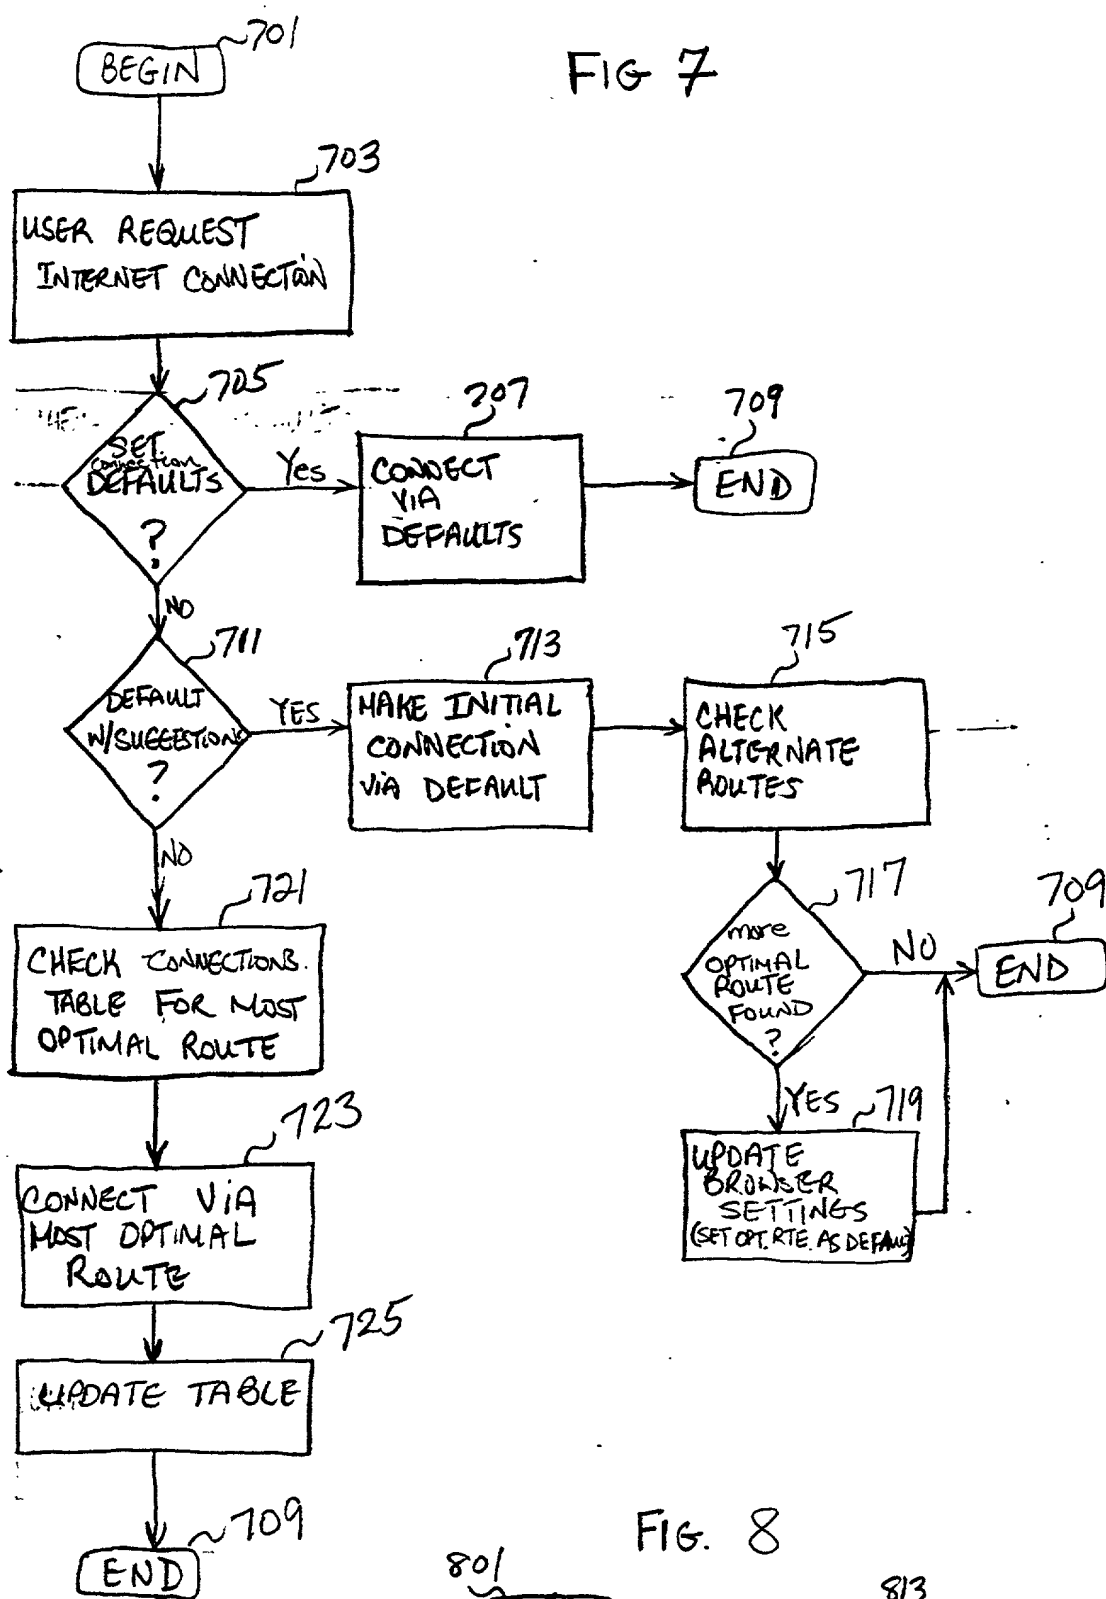 701
BEGIN
FIG 7
703
USER REQUEST
INTERNET CONNECTION
705
SET
connection
DEFAULTS
?
Yes
707
CONNECT
VIA
DEFAULTS
709
END
NO
711
DEFAULT
W/SUGGESTIONS
?
YES
713
MAKE INITIAL
CONNECTION
VIA DEFAULT
715
CHECK
ALTERNATE
ROUTES
717
more
OPTIMAL
ROUTE
FOUND
?
NO
709
END
YES
719
UPDATE
BROWSER
SETTINGS
(SET OPT. RTE. AS DEFAULT)
NO
721
CHECK CONNECTIONS
TABLE FOR MOST
OPTIMAL ROUTE
723
CONNECT VIA
MOST OPTIMAL
ROUTE
725
UPDATE TABLE
709
END
FIG. 8
801
813